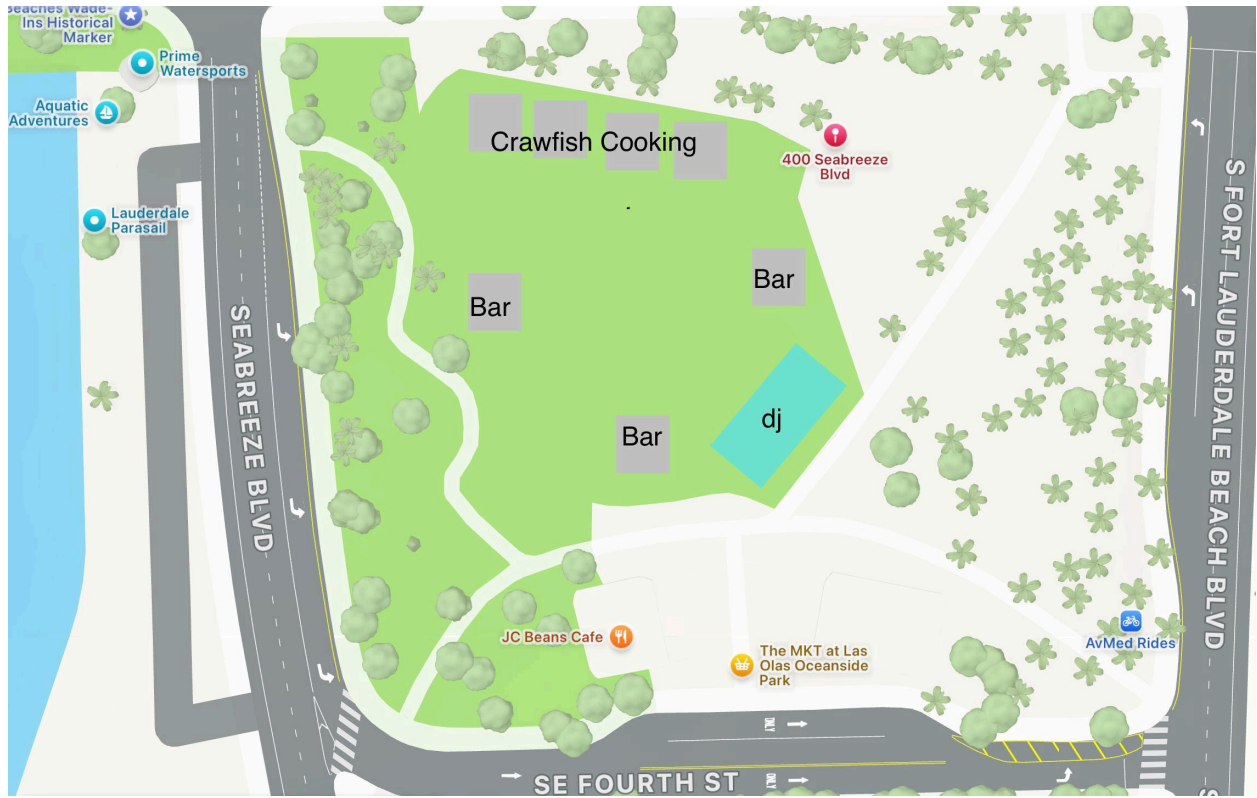 Beaches Wade-
Ins Historical
Marker
Prime
Watersports
Aquatic
Adventures
Lauderdale
Parasail
Crawfish Cooking
400 Seabreeze
Blvd
Bar
Bar
Bar
dj
SEABREEZE BLVD
S FORT LAUDERDALE BEACH BLVD
JC Beans Cafe
The MKT at Las
Olas Oceanside
Park
AvMed Rides
ONLY
SE FOURTH ST
ONLY
S